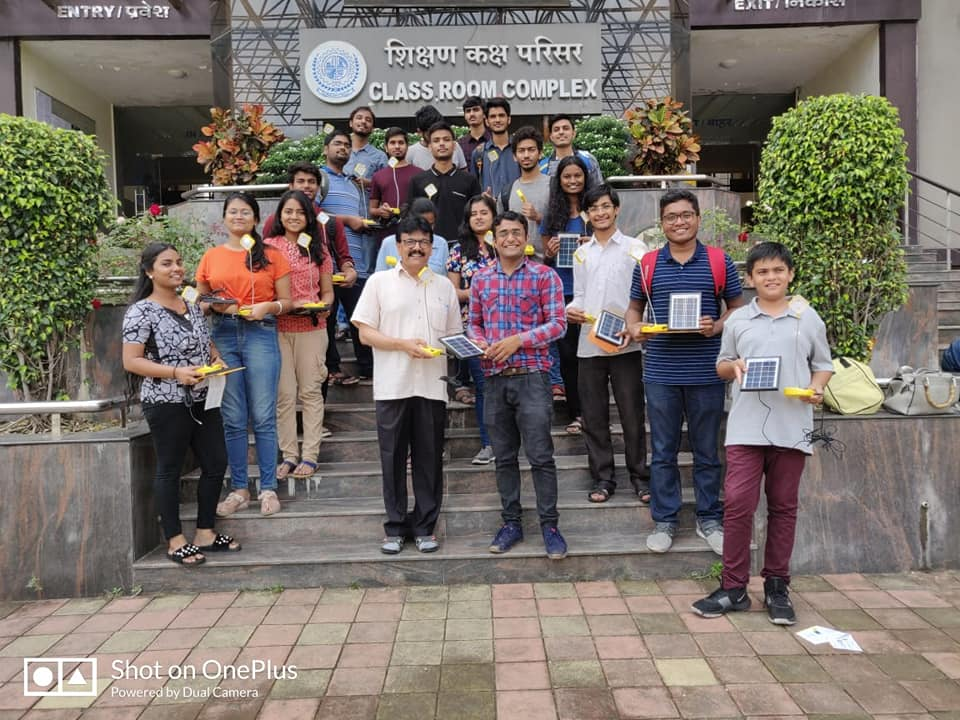 ENTRY/प्रवेश
EXIT/निकास
शिक्षण कक्ष परिसर
CLASS ROOM COMPLEX
Shot on OnePlus
Powered by Dual Camera